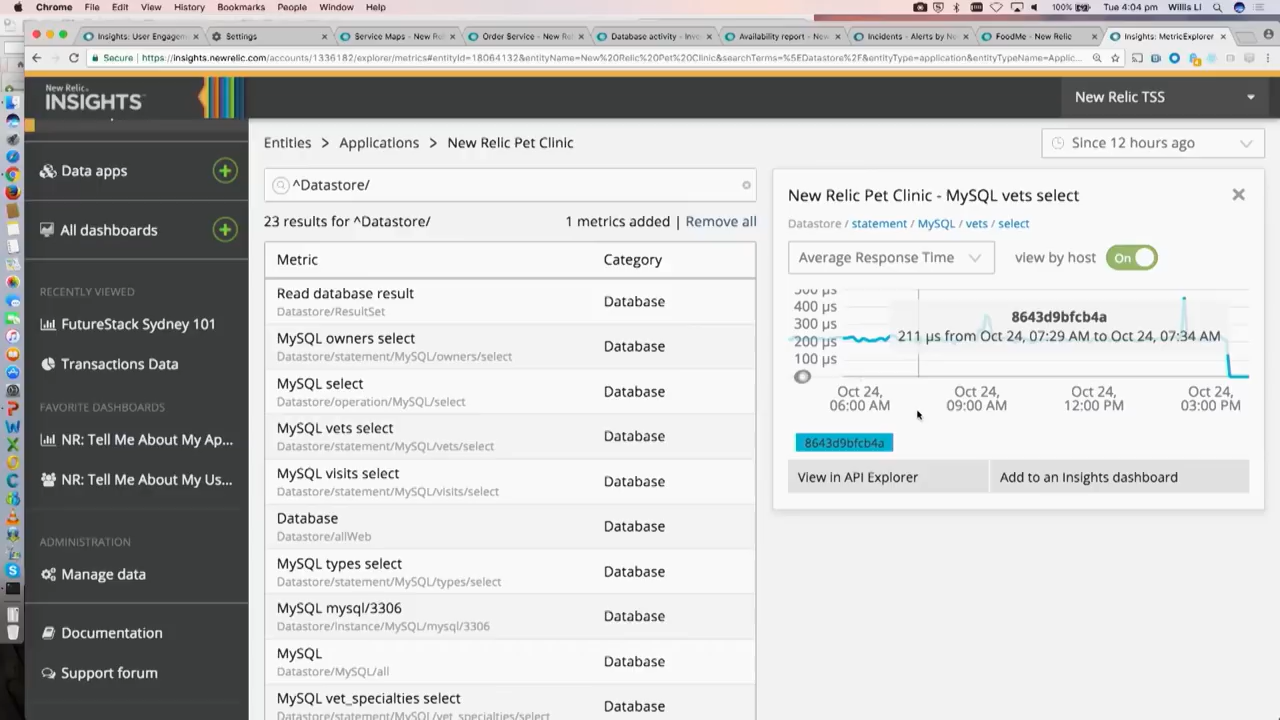 Chrome File Edit View History Bookmarks People Window Help
100% Tue 4:04 pm Willis LI
Insights: User Engagem
Settings
Service Maps - New Rel
Order Service - New Rel
Database activity - Inve
Availability report - New
Incidents - Alerts by Ne
FoodMe - New Relic
Insights: MetricExplorer
Secure | https://insights.newrelic.com/accounts/1336182/explorer/metrics#entityId=18064132&entityName=New%20Relic%20Pet%20Clinic&searchTerms=%5EDatastore%2F&entityType=application&entityTypeName=Applic...
New Relic
INSIGHTS
New Relic TSS
Data apps
All dashboards
RECENTLY VIEWED
FutureStack Sydney 101
Transactions Data
FAVORITE DASHBOARDS
NR: Tell Me About My Ap...
NR: Tell Me About My Us...
ADMINISTRATION
Manage data
Documentation
Support forum
Entities > Applications > New Relic Pet Clinic
Since 12 hours ago
^Datastore/
23 results for ^Datastore/
1 metrics added | Remove all
Metric Category
Read database result
Datastore/ResultSet
Database
MySQL owners select
Datastore/statement/MySQL/owners/select
Database
MySQL select
Datastore/operation/MySQL/select
Database
MySQL vets select
Datastore/statement/MySQL/vets/select
Database
MySQL visits select
Datastore/statement/MySQL/visits/select
Database
Database
Datastore/allWeb
Database
MySQL types select
Datastore/statement/MySQL/types/select
Database
MySQL mysql/3306
Datastore/instance/MySQL/mysql/3306
Database
MySQL
Datastore/MySQL/all
Database
MySQL vet_specialties select
Datastore/statement/MySQL/vet_specialties/select
Database
New Relic Pet Clinic - MySQL vets select
Datastore / statement / MySQL / vets / select
Average Response Time
view by host On
500 µs
400 µs
300 µs
200 µs
100 µs
8643d9bfcb4a
211 µs from Oct 24, 07:29 AM to Oct 24, 07:34 AM
Oct 24,
06:00 AM
Oct 24,
09:00 AM
Oct 24,
12:00 PM
Oct 24,
03:00 PM
8643d9bfcb4a
View in API Explorer
Add to an Insights dashboard